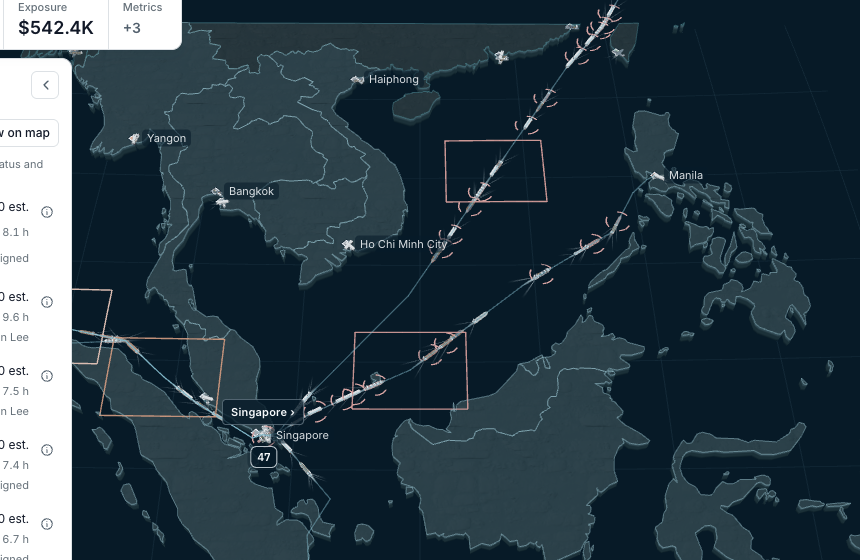 Exposure
Metrics
$542.4K
+3
w on map
atus and
0 est.
8.1 h
igned
0 est.
9.6 h
n Lee
0 est.
7.5 h
n Lee
0 est.
7.4 h
igned
0 est.
6.7 h
igned
Haiphong
Yangon
Bangkok
Manila
Ho Chi Minh City
Singapore ›
Singapore
47